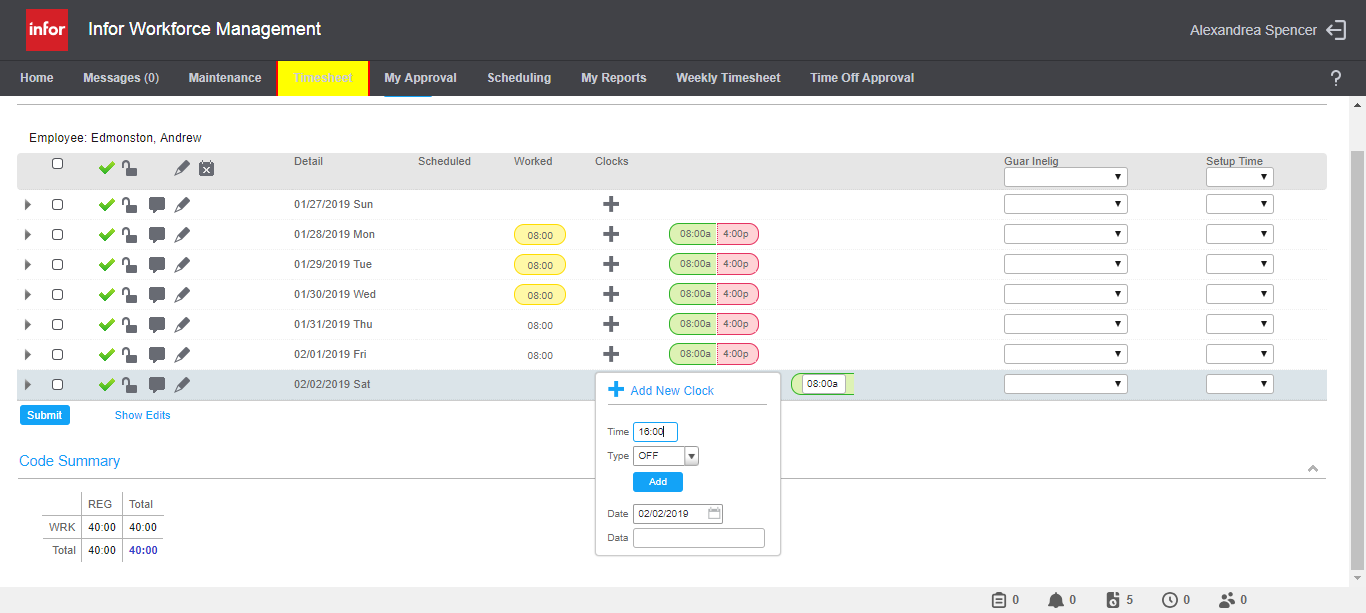 infor Infor Workforce Management Alexandrea Spencer
Home Messages (0) Maintenance Timesheet My Approval Scheduling My Reports Weekly Timesheet Time Off Approval ?
Employee: Edmonston, Andrew
Detail Scheduled Worked Clocks Guar Inelig Setup Time
01/27/2019 Sun
01/28/2019 Mon 08:00 08:00a 4:00p
01/29/2019 Tue 08:00 08:00a 4:00p
01/30/2019 Wed 08:00 08:00a 4:00p
01/31/2019 Thu 08:00 08:00a 4:00p
02/01/2019 Fri 08:00 08:00a 4:00p
02/02/2019 Sat 08:00a
Add New Clock
Time 16:00
Type OFF
Add
Date 02/02/2019
Data
Submit Show Edits
Code Summary
REG Total
WRK 40:00 40:00
Total 40:00 40:00
0 0 5 0 0